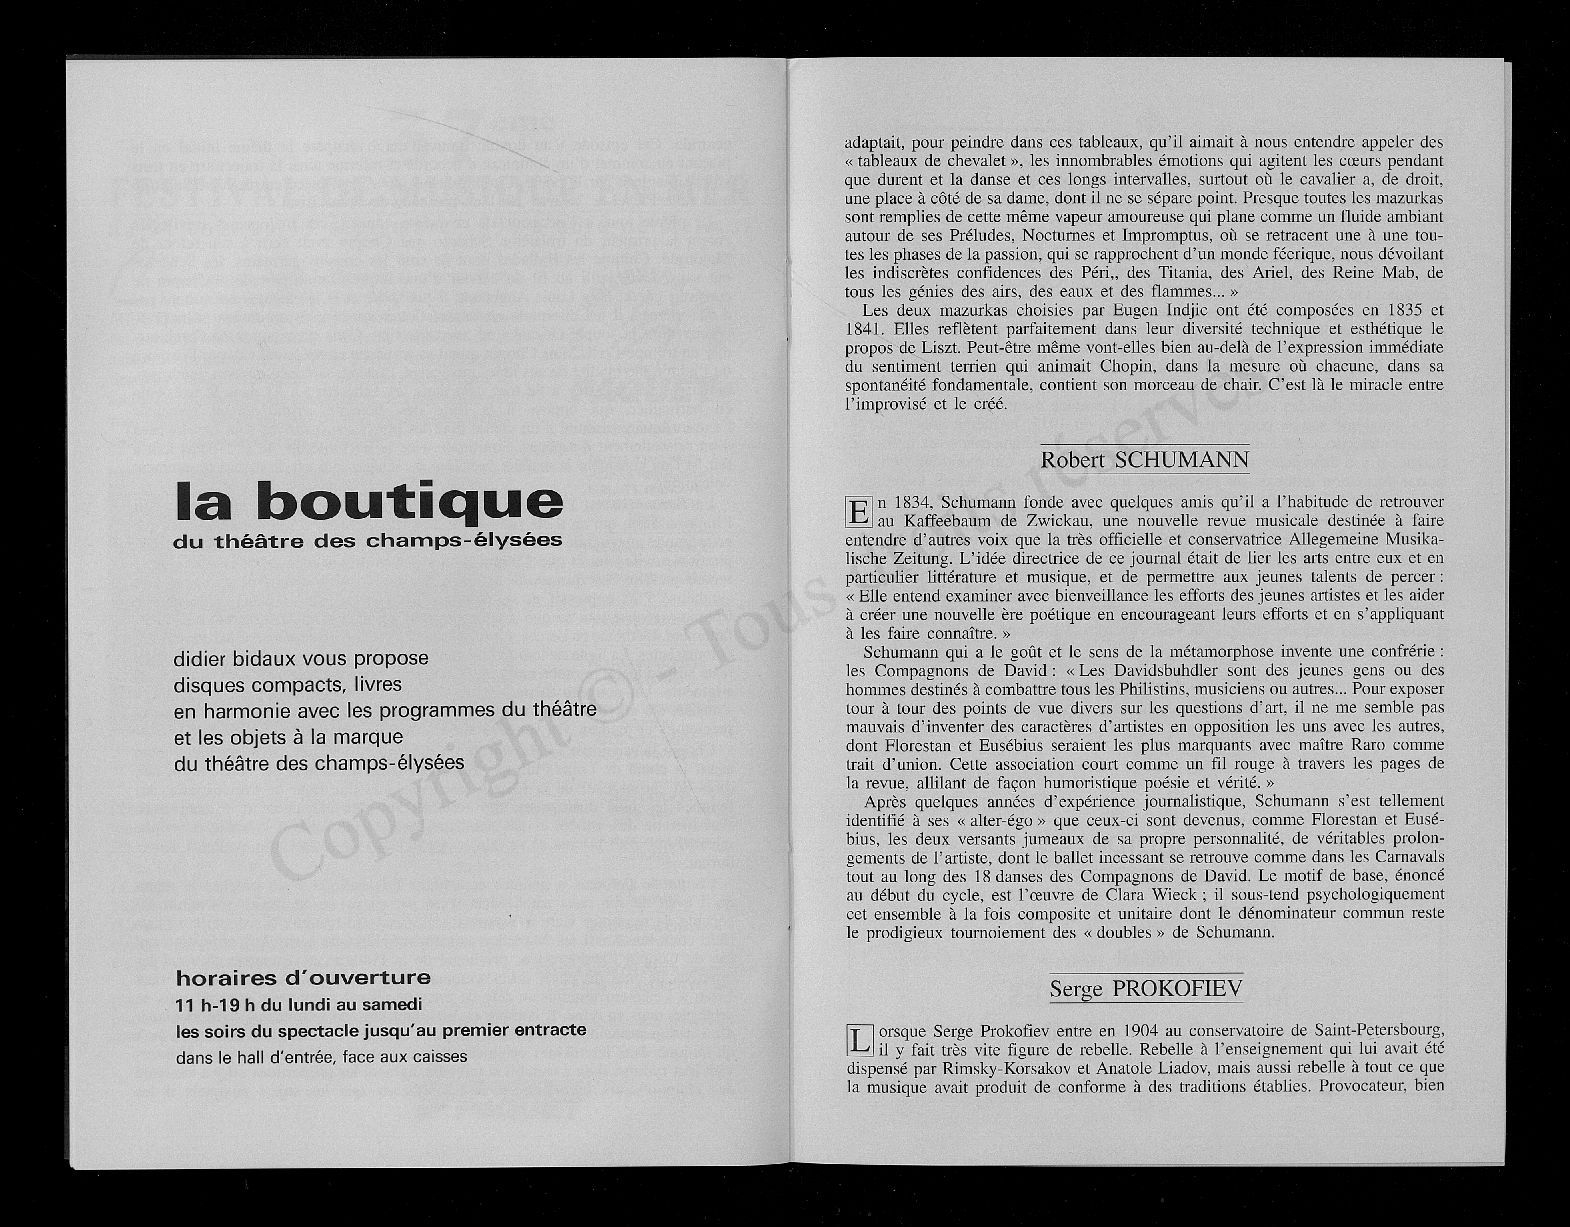 la boutique
du théâtre des champs-élysées
didier bidaux vous propose
disques compacts, livres
en harmonie avec les programmes du théâtre
et les objets à la marque
du théâtre des champs-élysées
horaires d'ouverture
11 h-19 h du lundi au samedi
les soirs du spectacle jusqu'au premier entracte
dans le hall d'entrée, face aux caisses
adaptait, pour peindre dans ces tableaux, qu'il aimait à nous entendre appeler des
« tableaux de chevalet », les innombrables émotions qui agitent les cœurs pendant
que durent et la danse et ces longs intervalles, surtout où le cavalier a, de droit,
une place à côté de sa dame, dont il ne se sépare point. Presque toutes les mazurkas
sont remplies de cette même vapeur amoureuse qui plane comme un fluide ambiant
autour de ses Préludes, Nocturnes et Impromptus, où se retracent une à une tou-
tes les phases de la passion, qui se rapprochent d'un monde féerique, nous dévoilant
les indiscrètes confidences des Péri,, des Titania, des Ariel, des Reine Mab, de
tous les génies des airs, des eaux et des flammes... »
Les deux mazurkas choisies par Eugen Indjic ont été composées en 1835 et
1841. Elles reflètent parfaitement dans leur diversité technique et esthétique le
propos de Liszt. Peut-être même vont-elles bien au-delà de l'expression immédiate
du sentiment terrien qui animait Chopin, dans la mesure où chacune, dans sa
spontanéité fondamentale, contient son morceau de chair. C'est là le miracle entre
l'improvisé et le créé.
Robert SCHUMANN
En 1834, Schumann fonde avec quelques amis qu'il a l'habitude de retrouver
au Kaffeebaum de Zwickau, une nouvelle revue musicale destinée à faire
entendre d'autres voix que la très officielle et conservatrice Allegemeine Musika-
lische Zeitung. L'idée directrice de ce journal était de lier les arts entre eux et en
particulier littérature et musique, et de permettre aux jeunes talents de percer :
« Elle entend examiner avec bienveillance les efforts des jeunes artistes et les aider
à créer une nouvelle ère poétique en encourageant leurs efforts et en s'appliquant
à les faire connaître. »
Schumann qui a le goût et le sens de la métamorphose invente une confrérie :
les Compagnons de David : « Les Davidsbuhdler sont des jeunes gens ou des
hommes destinés à combattre tous les Philistins, musiciens ou autres... Pour exposer
tour à tour des points de vue divers sur les questions d'art, il ne me semble pas
mauvais d'inventer des caractères d'artistes en opposition les uns avec les autres,
dont Florestan et Eusébius seraient les plus marquants avec maître Raro comme
trait d'union. Cette association court comme un fil rouge à travers les pages de
la revue, allilant de façon humoristique poésie et vérité. »
Après quelques années d'expérience journalistique, Schumann s'est tellement
identifié à ses « alter-égo » que ceux-ci sont devenus, comme Florestan et Eusé-
bius, les deux versants jumeaux de sa propre personnalité, de véritables prolon-
gements de l'artiste, dont le ballet incessant se retrouve comme dans les Carnavals
tout au long des 18 danses des Compagnons de David. Le motif de base, énoncé
au début du cycle, est l'œuvre de Clara Wieck ; il sous-tend psychologiquement
cet ensemble à la fois composite et unitaire dont le dénominateur commun reste
le prodigieux tournoiement des « doubles » de Schumann.
Serge PROKOFIEV
Lorsque Serge Prokofiev entre en 1904 au conservatoire de Saint-Petersbourg,
il y fait très vite figure de rebelle. Rebelle à l'enseignement qui lui avait été
dispensé par Rimsky-Korsakov et Anatole Liadov, mais aussi rebelle à tout ce que
la musique avait produit de conforme à des traditions établies. Provocateur, bien
Copyright © - Tous réservés